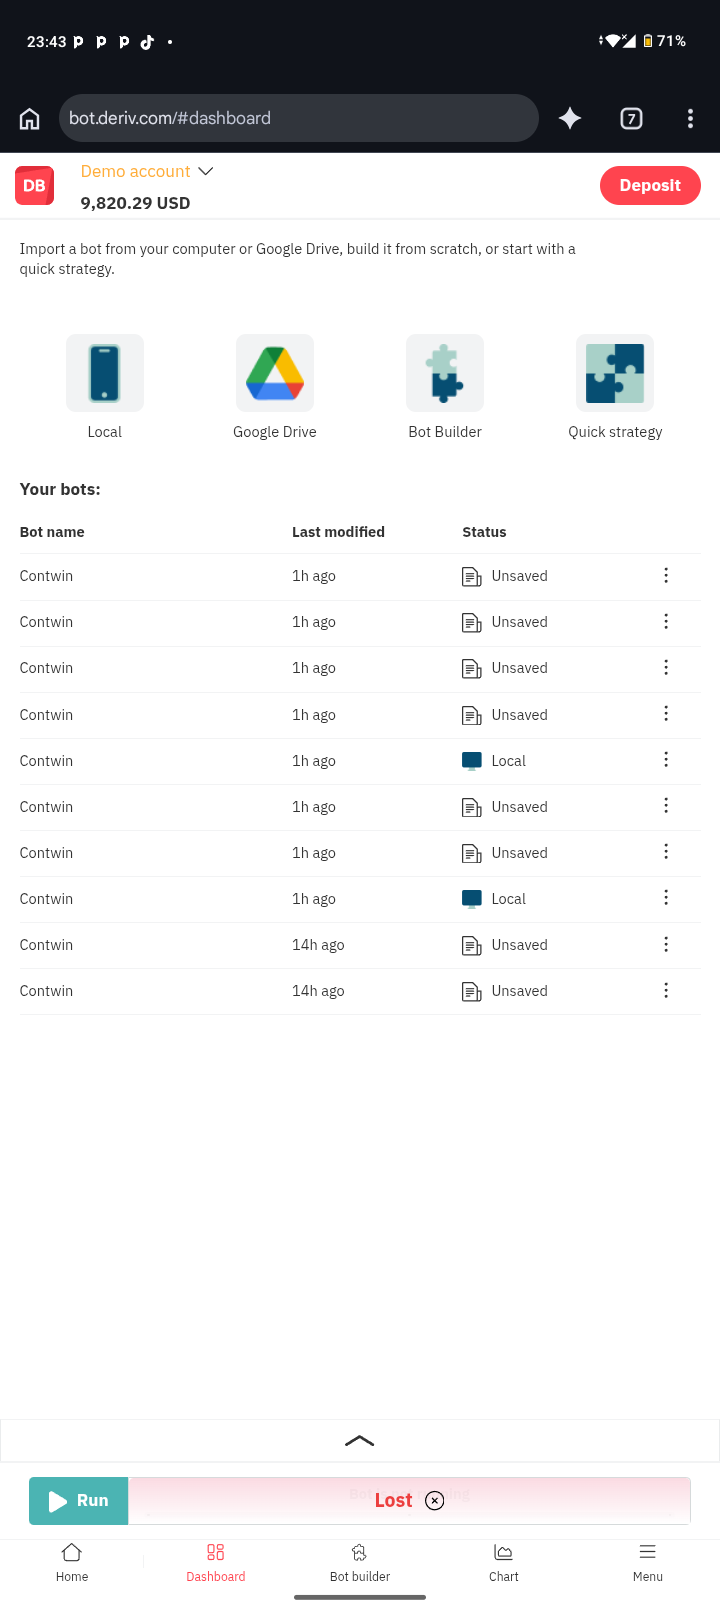 23:43
71%
bot.deriv.com/#dashboard
7
DB
Demo account
9,820.29 USD
Deposit
Import a bot from your computer or Google Drive, build it from scratch, or start with a
quick strategy.
Local
Google Drive
Bot Builder
Quick strategy
Your bots:
Bot name Last modified Status
Contwin 1h ago Unsaved
Contwin 1h ago Unsaved
Contwin 1h ago Unsaved
Contwin 1h ago Unsaved
Contwin 1h ago Local
Contwin 1h ago Unsaved
Contwin 1h ago Unsaved
Contwin 1h ago Local
Contwin 14h ago Unsaved
Contwin 14h ago Unsaved
Run
Lost
Home
Dashboard
Bot builder
Chart
Menu